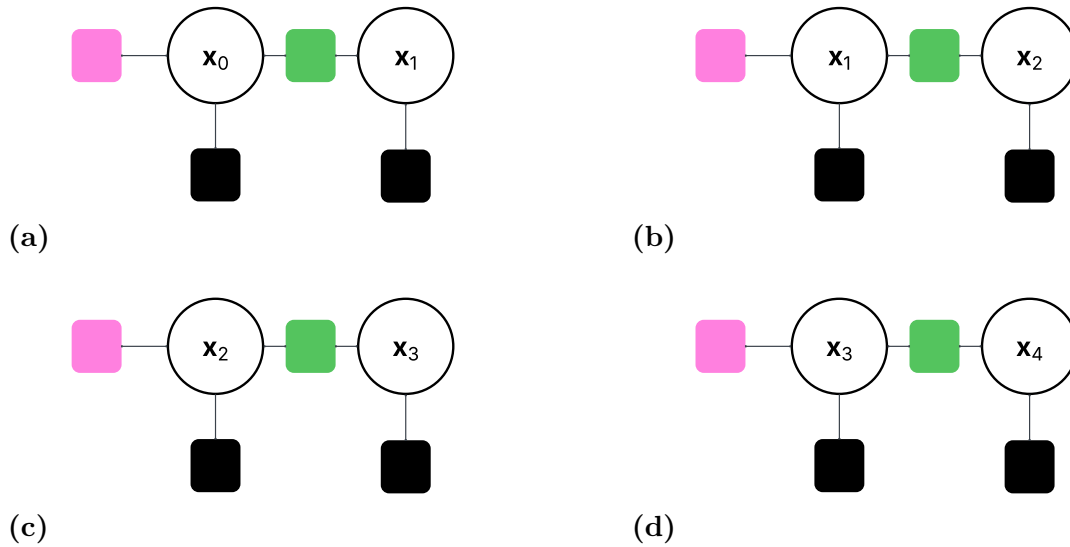 x₀ x₁
x₁ x₂
(a)
(b)
x₂ x₃
x₃ x₄
(c)
(d)